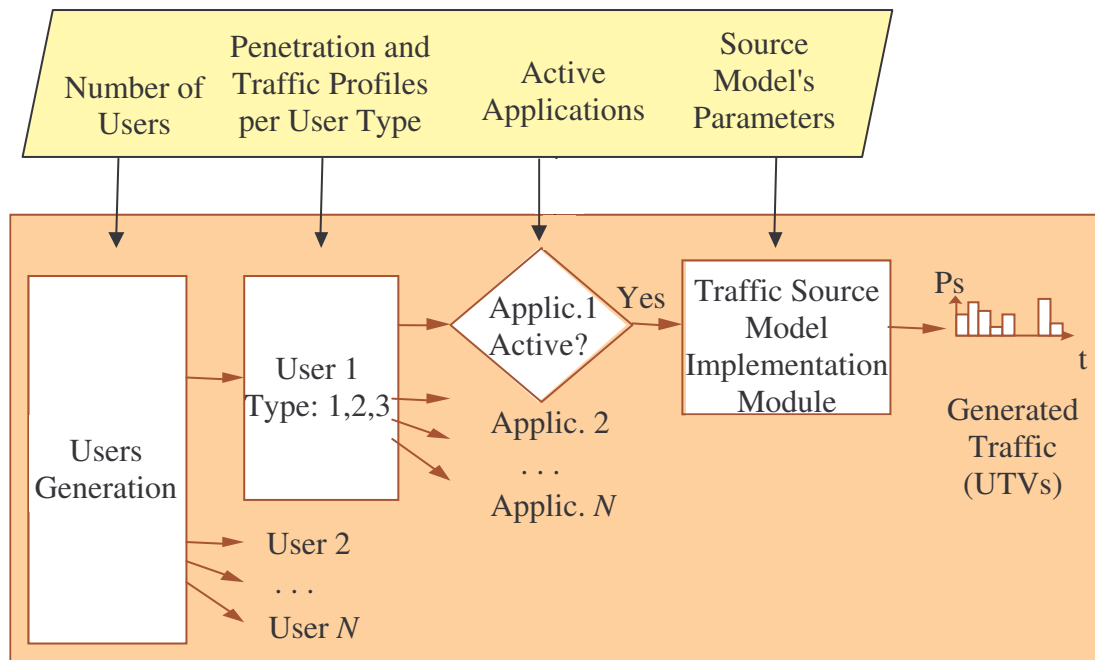 Number of
Users
Penetration and
Traffic Profiles
per User Type
Active
Applications
Source
Model's
Parameters
Users
Generation
User 1
Type: 1,2,3
User 2
. . .
User N
Applic.1
Active?
Yes
Applic. 2
. . .
Applic. N
Traffic Source
Model
Implementation
Module
Ps
t
Generated
Traffic
(UTVs)